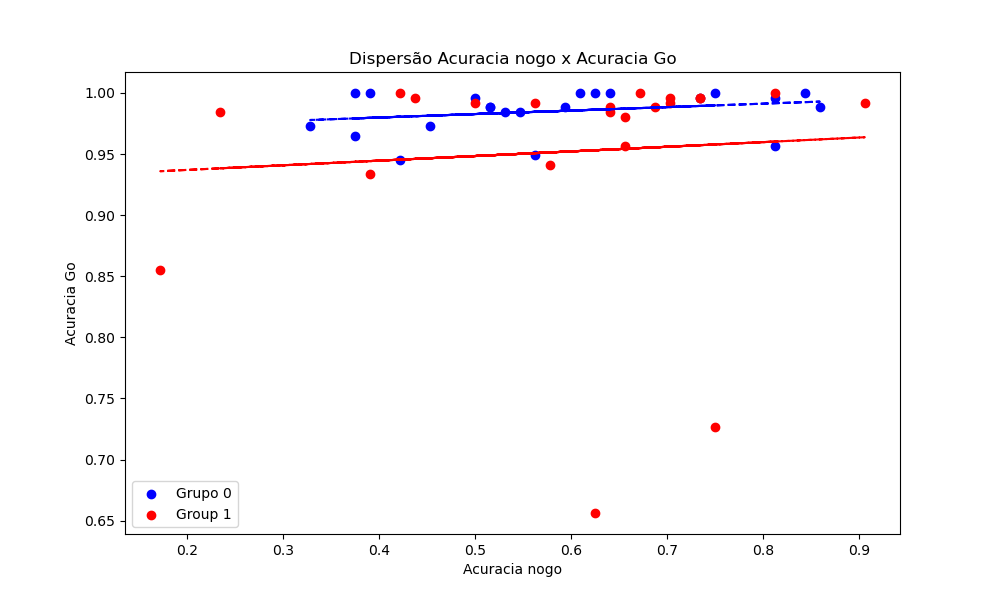 Dispersão Acuracia nogo x Acuracia Go
1.00
0.95
0.90
0.85
0.80
0.75
0.70
0.65
Acuracia Go
Grupo 0
Group 1
0.2 0.3 0.4 0.5 0.6 0.7 0.8 0.9
Acuracia nogo